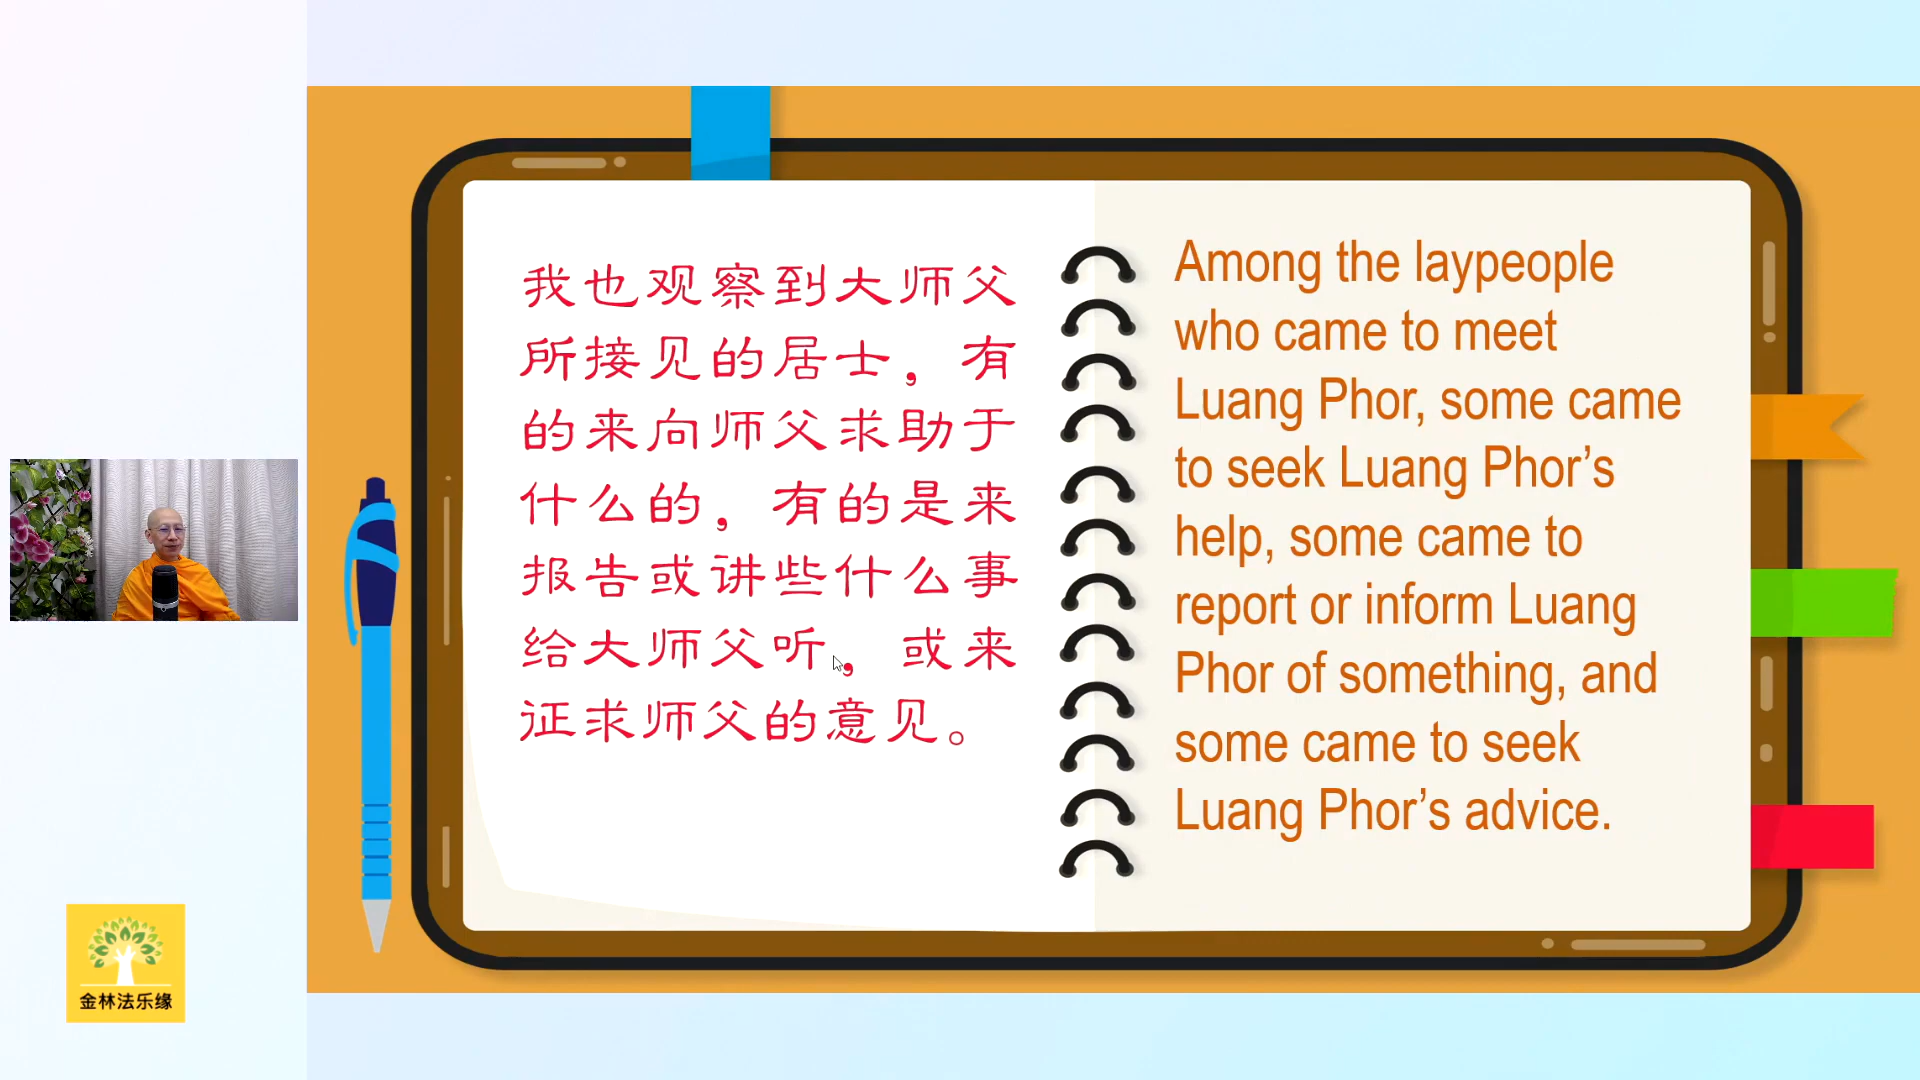 我也观察到大师父
所接见的居士，有
的来向师父求助于
什么的，有的是来
报告或讲些什么事
给大师父听，或来
证求师父的意见。
Among the laypeople
who came to meet
Luang Phor, some came
to seek Luang Phor’s
help, some came to
report or inform Luang
Phor of something, and
some came to seek
Luang Phor’s advice.
金林法乐缘